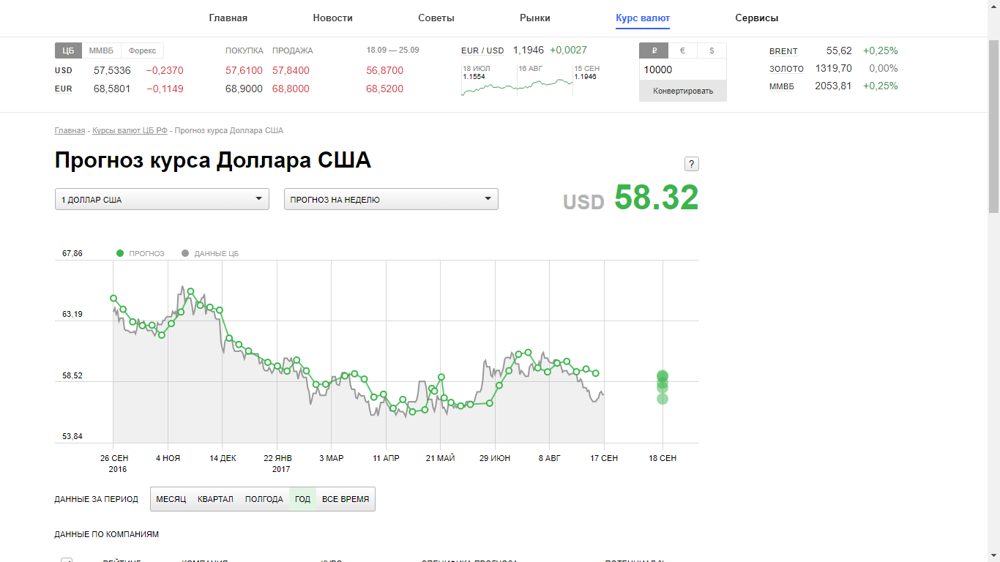 Главная Новости Советы Рынки Курс валют Сервисы
ЦБ ММВБ Форекс ПОКУПКА ПРОДАЖА 18.09 — 25.09
USD 57,5336 −0,2370 57,6100 57,8400 56,8700
EUR 68,5801 −0,1149 68,9000 68,8000 68,5200
EUR / USD 1,1946 +0,0027
18 ИЮЛ 16 АВГ 15 СЕН
1.1554 1.1946
₽ € $
10000
Конвертировать
BRENT 55,62 +0,25%
ЗОЛОТО 1319,70 0,00%
ММВБ 2053,81 +0,25%
Главная - Курсы валют ЦБ РФ - Прогноз курса Доллара США
Прогноз курса Доллара США
?
1 ДОЛЛАР США ПРОГНОЗ НА НЕДЕЛЮ USD 58.32
67,86 ПРОГНОЗ ДАННЫЕ ЦБ
63,19
58,52
53,84
26 СЕН 4 НОЯ 14 ДЕК 22 ЯНВ 3 МАР 11 АПР 21 МАЙ 29 ИЮН 8 АВГ 17 СЕН 18 СЕН
2016 2017
ДАННЫЕ ЗА ПЕРИОД МЕСЯЦ КВАРТАЛ ПОЛГОДА ГОД ВСЕ ВРЕМЯ
ДАННЫЕ ПО КОМПАНИЯМ